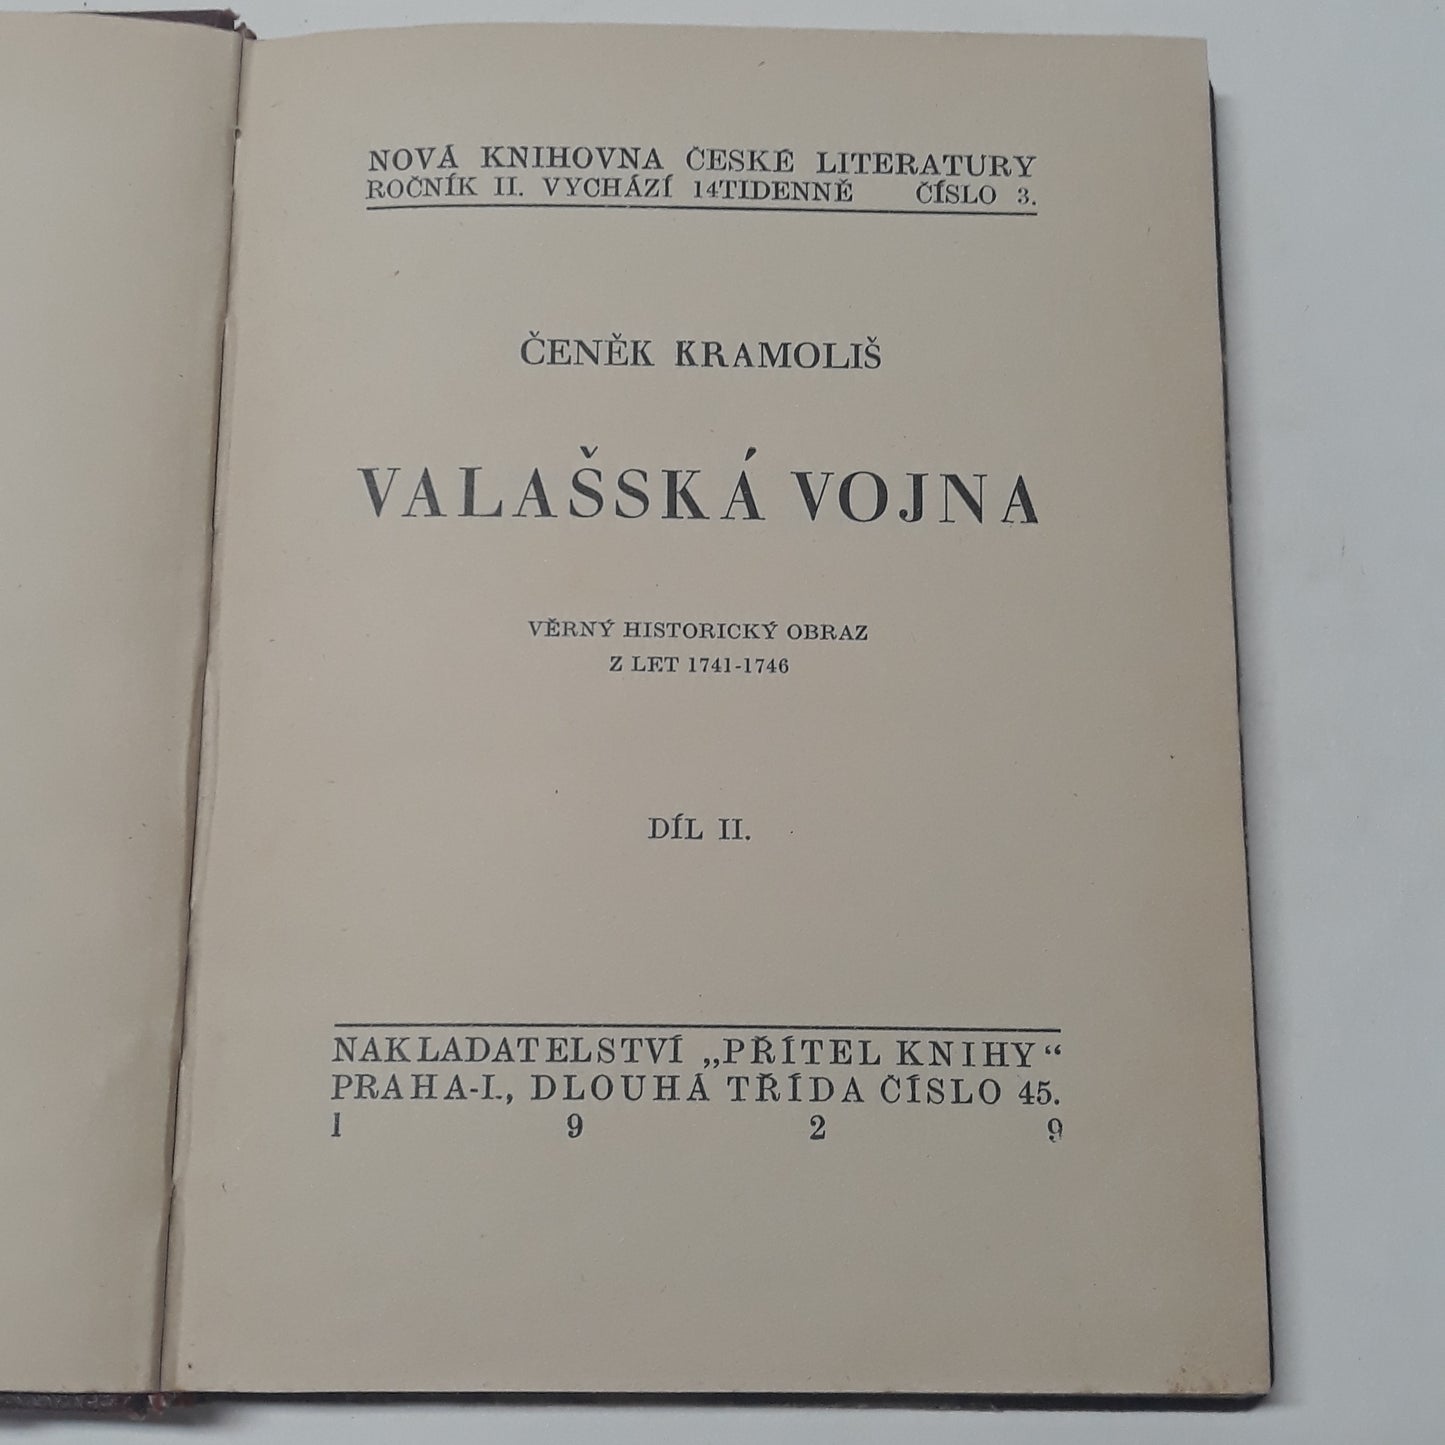 NOVÁ KNIHOVNA ČESKÉ LITERATURY
ROČNÍK II. VYCHÁZÍ 14TIDENNĚ ČÍSLO 3.
ČENĚK KRAMOLIŠ
VALAŠSKÁ VOJNA
VĚRNÝ HISTORICKÝ OBRAZ
Z LET 1741-1746
DÍL II.
NAKLADATELSTVÍ „PŘÍTEL KNIHY“
PRAHA-I., DLOUHÁ TŘÍDA ČÍSLO 45.
1 9 2 9